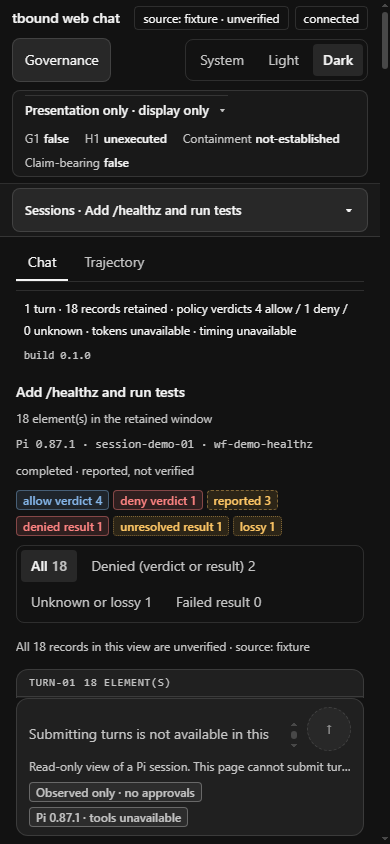 tbound web chat source: fixture · unverified connected
Governance System Light Dark
Presentation only · display only
G1 false H1 unexecuted Containment not-established
Claim-bearing false
Sessions · Add /healthz and run tests
Chat Trajectory
1 turn · 18 records retained · policy verdicts 4 allow / 1 deny /
0 unknown · tokens unavailable · timing unavailable
build 0.1.0
Add /healthz and run tests
18 element(s) in the retained window
Pi 0.87.1 · session-demo-01 · wf-demo-healthz
completed · reported, not verified
allow verdict 4 deny verdict 1 reported 3
denied result 1 unresolved result 1 lossy 1
All 18 Denied (verdict or result) 2
Unknown or lossy 1 Failed result 0
All 18 records in this view are unverified · source: fixture
TURN-01 18 ELEMENT(S)
Submitting turns is not available in this ↑
Read-only view of a Pi session. This page cannot submit tur...
Observed only · no approvals
Pi 0.87.1 · tools unavailable